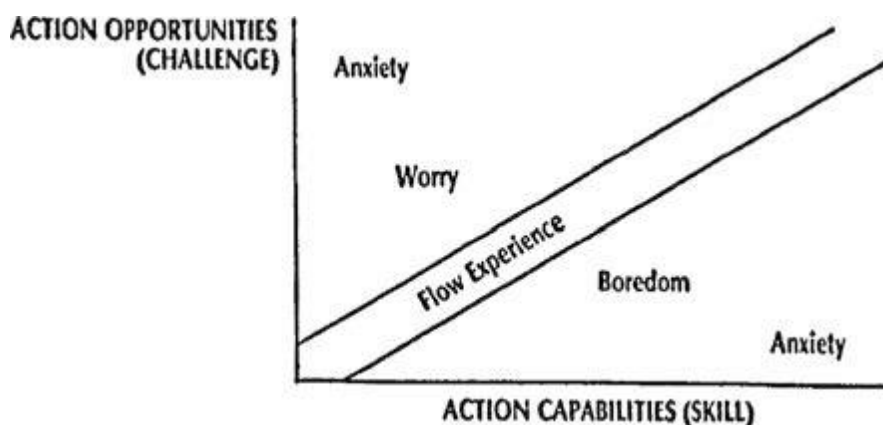 ACTION OPPORTUNITIES
(CHALLENGE)
Anxiety
Worry
Flow Experience
Boredom
Anxiety
ACTION CAPABILITIES (SKILL)